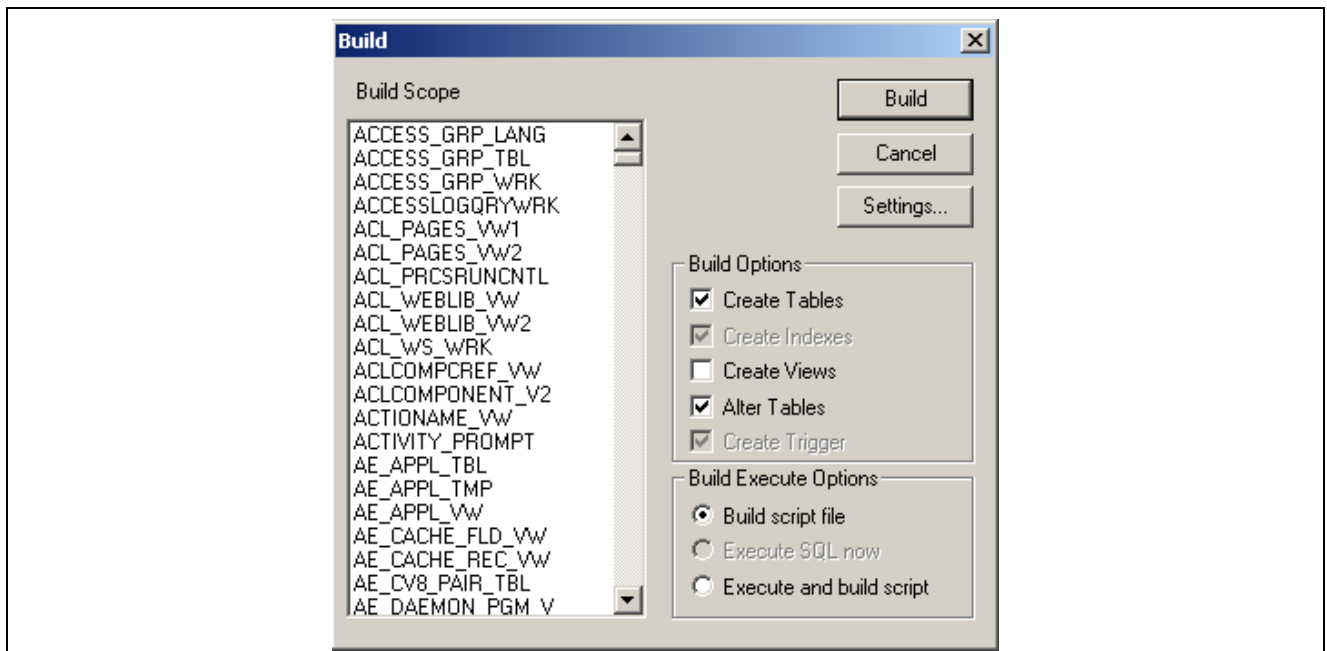 Build
Build Scope
ACCESS_GRP_LANG
ACCESS_GRP_TBL
ACCESS_GRP_WRK
ACCESSLOGQRYWRK
ACL_PAGES_VW1
ACL_PAGES_VW2
ACL_PRCSRUNCNTL
ACL_WEBLIB_VW
ACL_WEBLIB_VW2
ACL_WS_WRK
ACLCOMPCREF_VW
ACLCOMPONENT_V2
ACTIONAME_VW
ACTIVITY_PROMPT
AE_APPL_TBL
AE_APPL_TMP
AE_APPL_VW
AE_CACHE_FLD_VW
AE_CACHE_REC_VW
AE_CV8_PAIR_TBL
AE_DAEMON_PGM_V
Build
Cancel
Settings...
Build Options
Create Tables
Create Indexes
Create Views
Alter Tables
Create Trigger
Build Execute Options
Build script file
Execute SQL now
Execute and build script